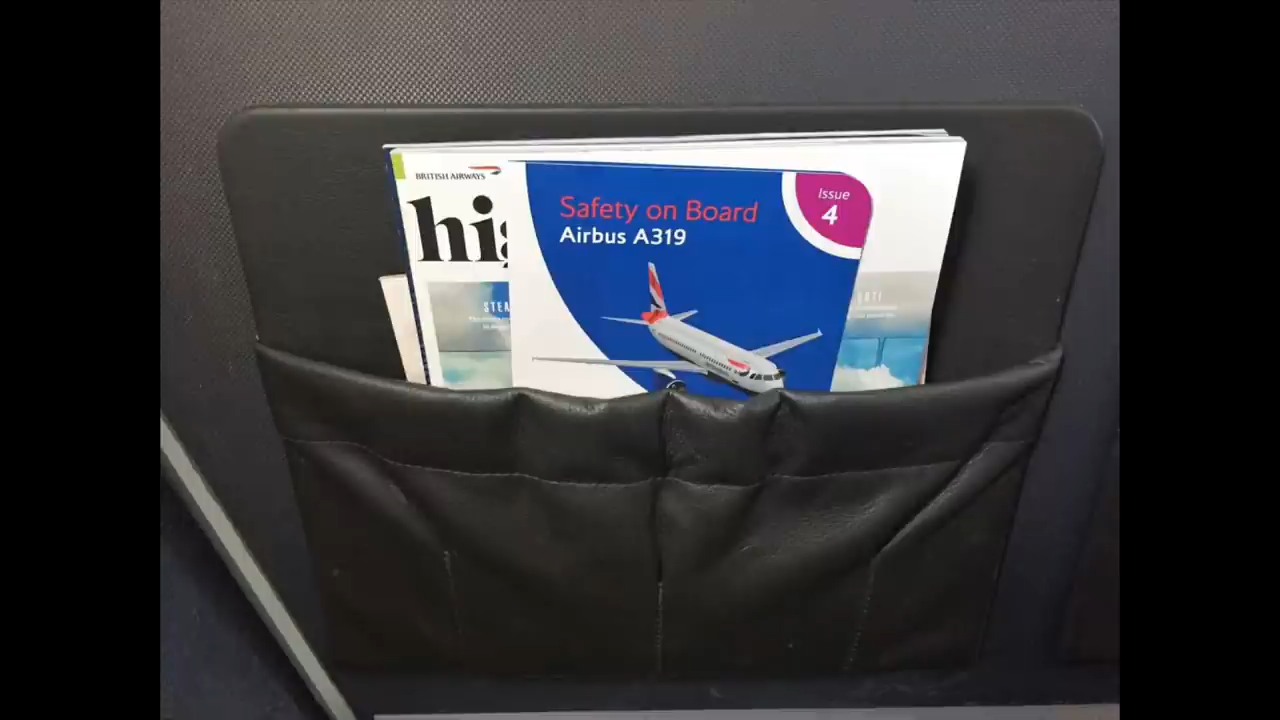 BRITISH AIRWAYS
hi
Safety on Board
Airbus A319
Issue
4